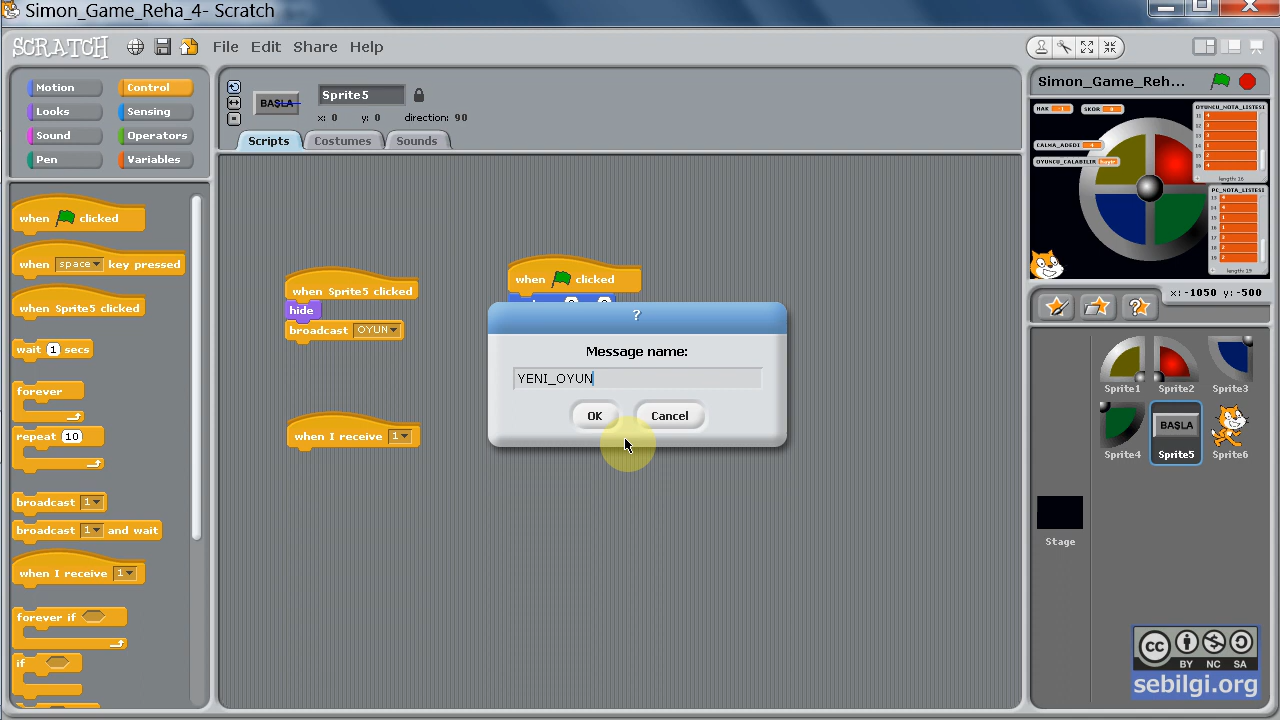 Simon_Game_Reha_4- Scratch
SCRATCH File Edit Share Help
Motion Control
Looks Sensing
Sound Operators
Pen Variables
BAŞLA Sprite5
x: 0 y: 0 direction: 90
Scripts Costumes Sounds
when clicked
when space key pressed
when Sprite5 clicked
wait 1 secs
forever
repeat 10
broadcast 1
broadcast 1 and wait
when I receive 1
forever if
if
when Sprite5 clicked
hide
broadcast OYUN
when I receive 1
when clicked
?
Message name:
YENI_OYUN
OK Cancel
Simon_Game_Reh...
HAK
SKOR
CALMA_ADEDI
OYUNCU_CALABILIR
OYUNCU_NOTA_LISTESI
length: 16
PC_NOTA_LISTESI
length: 19
x: -1050 y: -500
Sprite1 Sprite2 Sprite3
BAŞLA
Sprite4 Sprite5 Sprite6
Stage
cc
BY NC SA
sebilgi.org